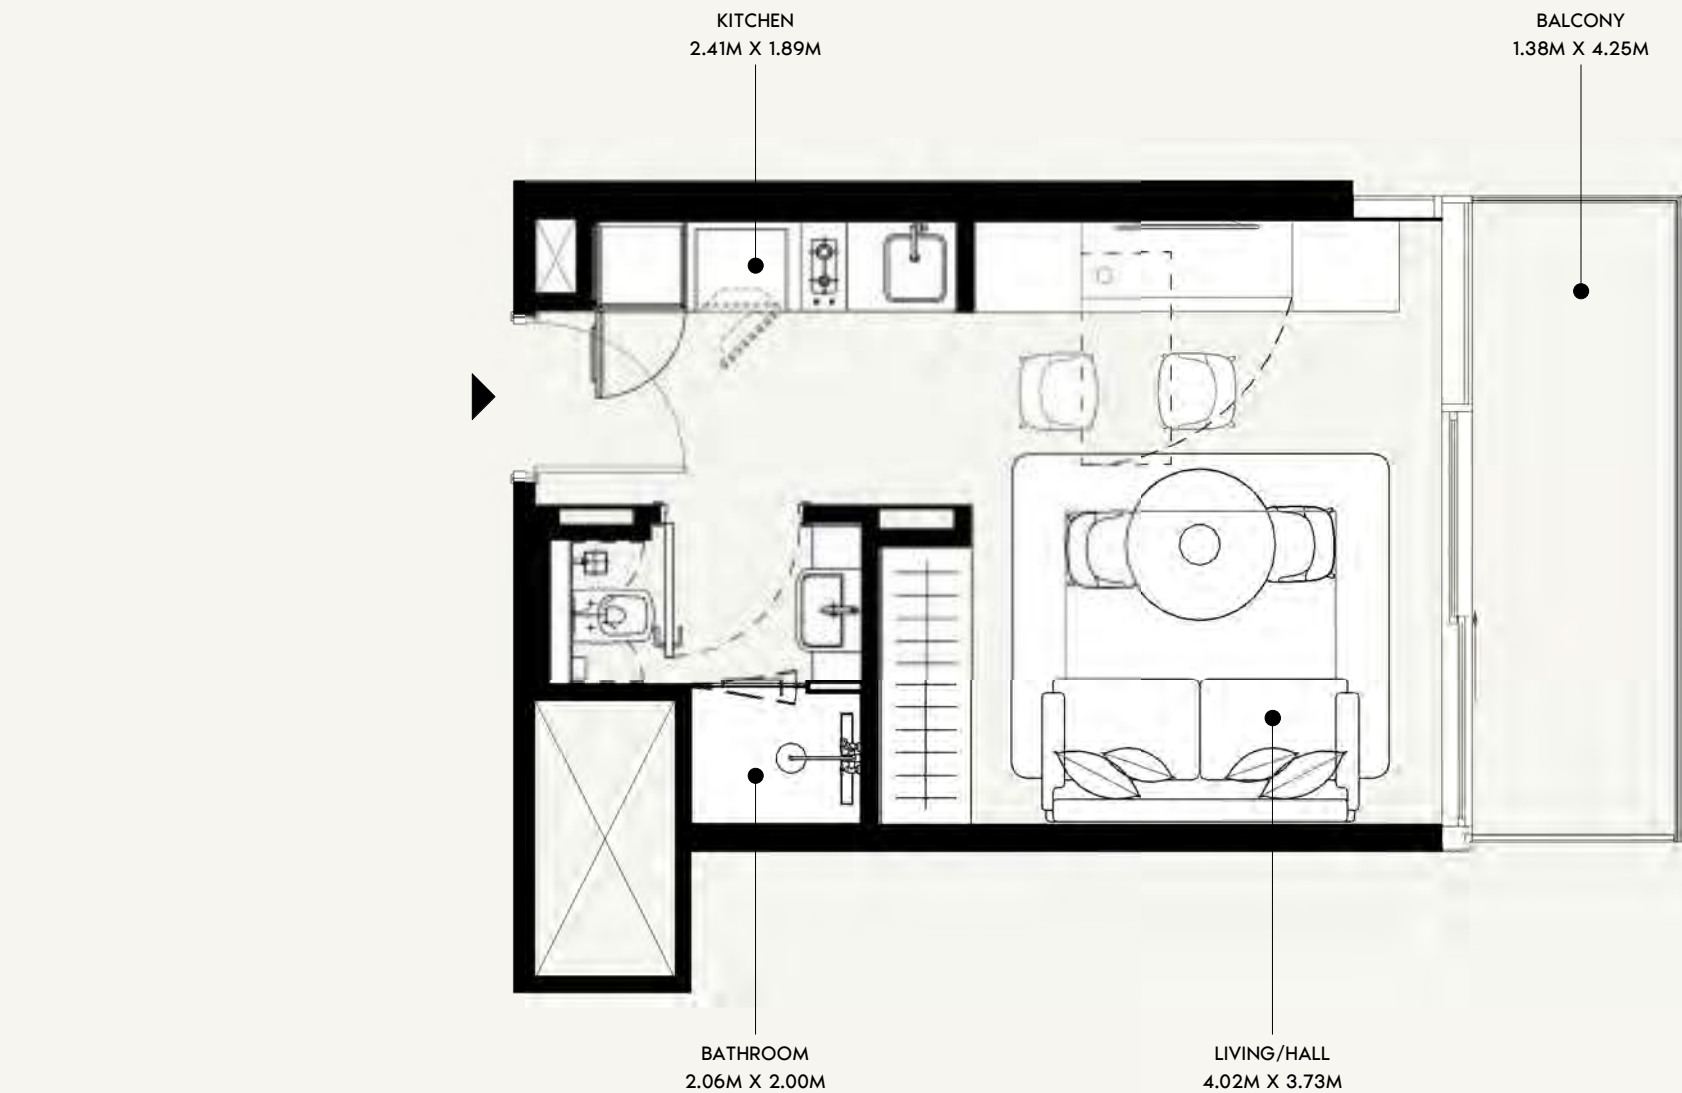 KITCHEN
2.41M X 1.89M
BALCONY
1.38M X 4.25M
BATHROOM
2.06M X 2.00M
LIVING/HALL
4.02M X 3.73M